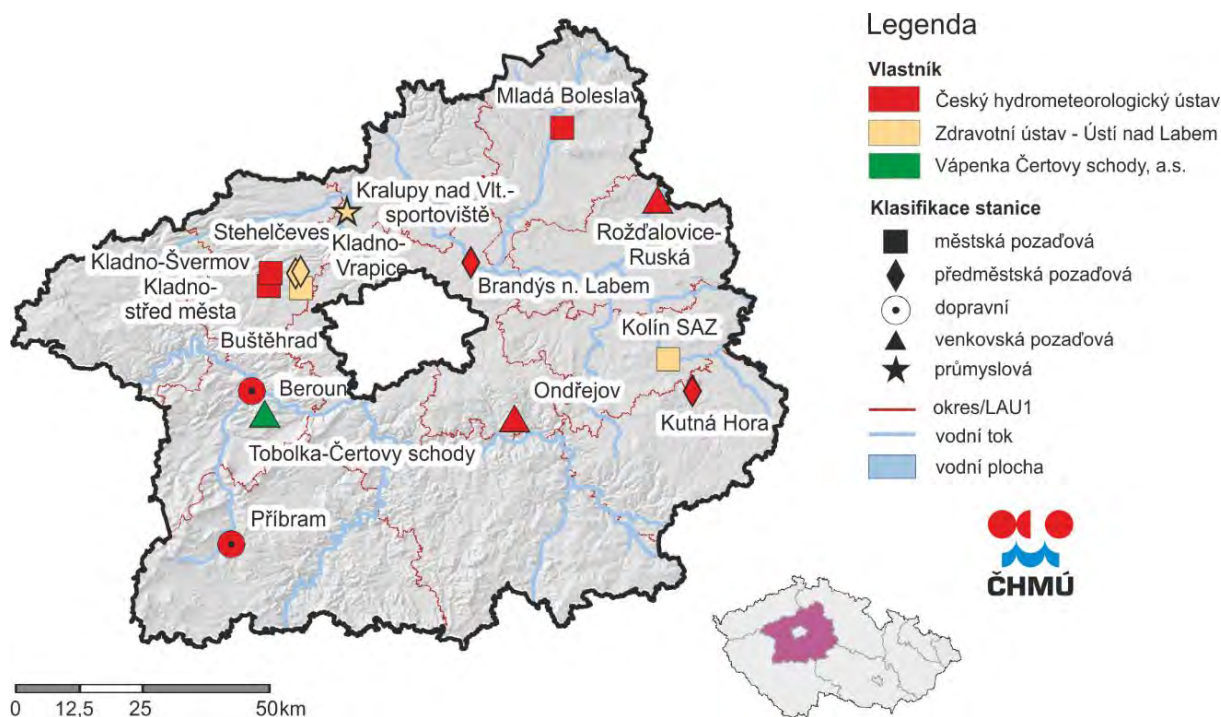 Legenda
Vlastník
Český hydrometeorologický ústav
Zdravotní ústav - Ústí nad Labem
Vápenka Čertovy schody, a.s.
Klasifikace stanice
městská pozaďová
předměstská pozaďová
dopravní
venkovská pozaďová
průmyslová
okres/LAU1
vodní tok
vodní plocha
ČHMÚ
Mladá Boleslav
Kralupy nad Vlt.-
sportoviště
Rožďalovice-
Ruská
Stehelčeves
Kladno-
Vrapice
Kladno-Švermov
Kladno-
střed města
Brandýs n. Labem
Buštěhrad
Kolín SAZ
Beroun
Ondřejov
Kutná Hora
Tobolka-Čertovy schody
Příbram
0 12,5 25 50km